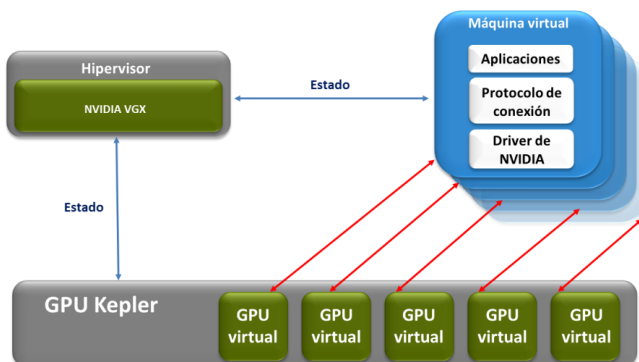 Máquina virtual
Hipervisor
NVIDIA VGX
Estado
Aplicaciones
Protocolo de
conexión
Driver de
NVIDIA
Estado
GPU Kepler
GPU
virtual
GPU
virtual
GPU
virtual
GPU
virtual
GPU
virtual